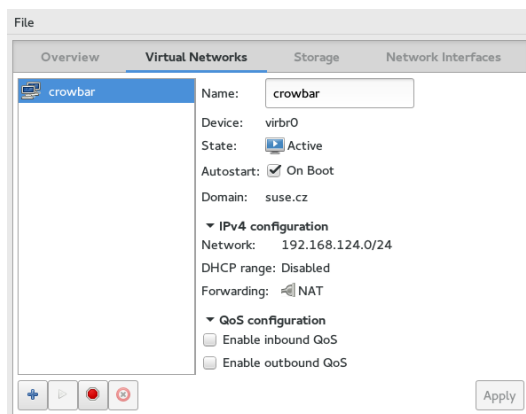 File
Overview
Virtual Networks
Storage
Network Interfaces
crowbar
Name: crowbar
Device: virbr0
State: Active
Autostart: On Boot
Domain: suse.cz
IPv4 configuration
Network: 192.168.124.0/24
DHCP range: Disabled
Forwarding: NAT
QoS configuration
Enable inbound QoS
Enable outbound QoS
Apply